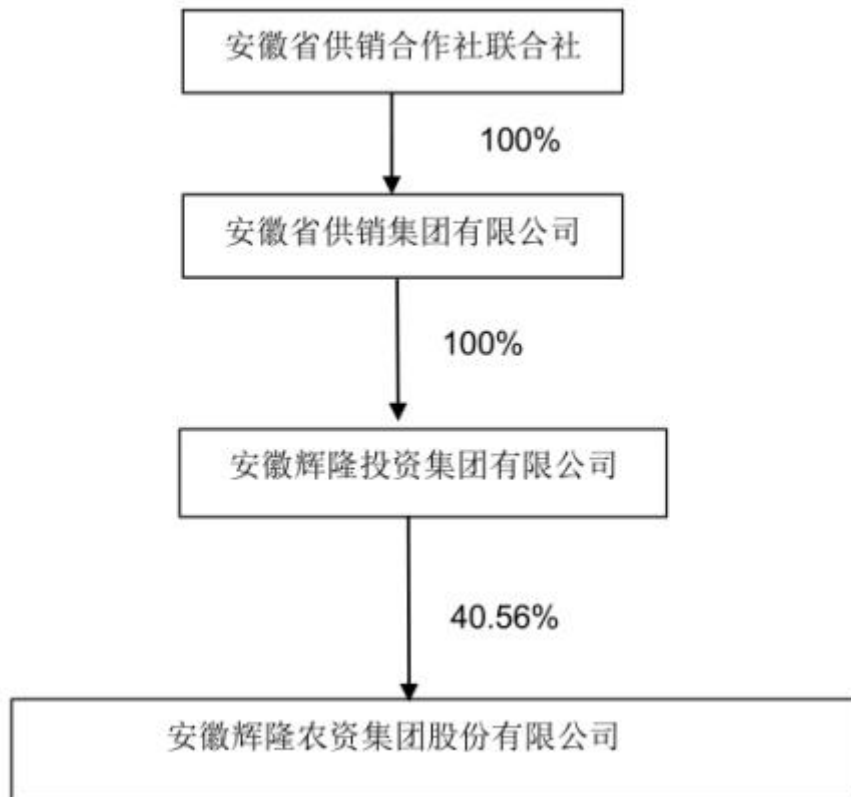 安徽省供销合作社联合社
100%
安徽省供销集团有限公司
100%
安徽辉隆投资集团有限公司
40.56%
安徽辉隆农资集团股份有限公司